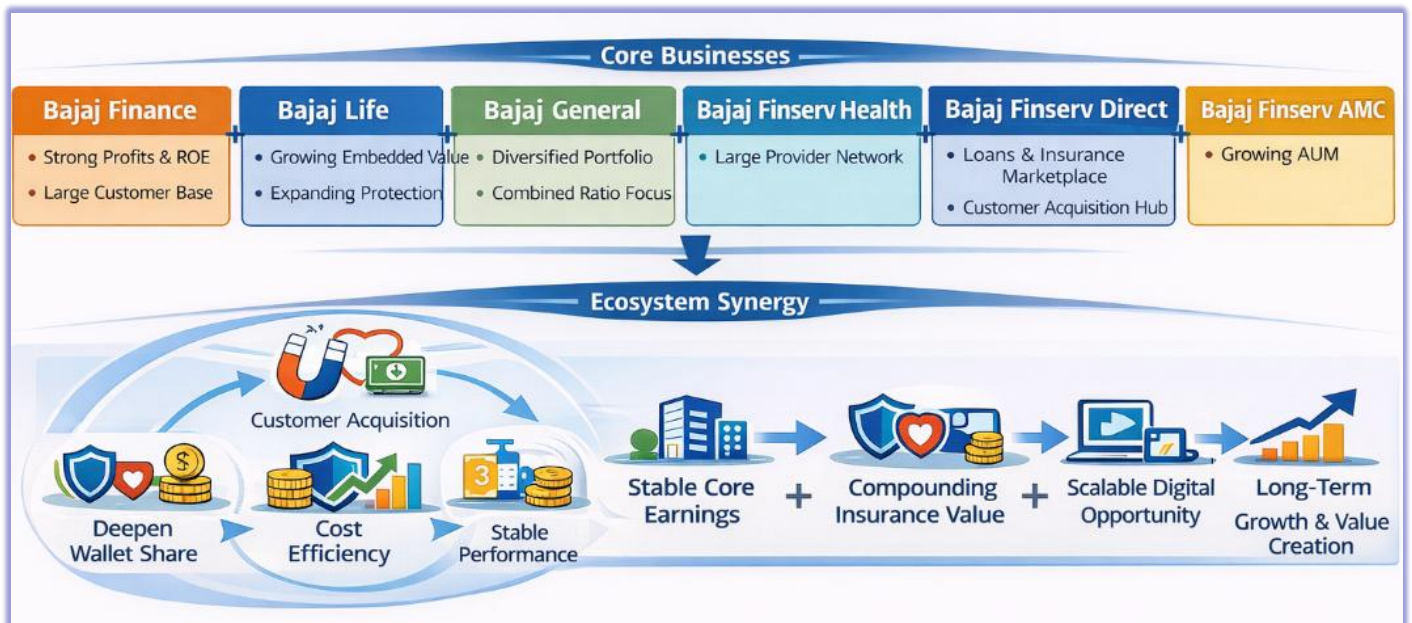 Core Businesses
Bajaj Finance
• Strong Profits & ROE
• Large Customer Base
+
Bajaj Life
• Growing Embedded Value
• Expanding Protection
+
Bajaj General
• Diversified Portfolio
• Combined Ratio Focus
+
Bajaj Finserv Health
• Large Provider Network
+
Bajaj Finserv Direct
• Loans & Insurance
Marketplace
• Customer Acquisition Hub
+
Bajaj Finserv AMC
• Growing AUM
Ecosystem Synergy
Customer Acquisition
$
Deepen
Wallet Share
Cost
Efficiency
3
Stable
Performance
Stable Core
Earnings
+
Compounding
Insurance Value
+
Scalable Digital
Opportunity
Long-Term
Growth & Value
Creation